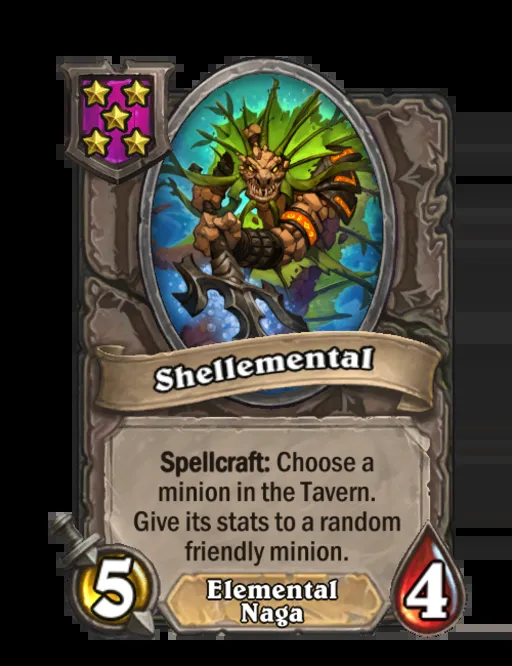 Shellemental
Spellcraft: Choose a
minion in the Tavern.
Give its stats to a random
friendly minion.
5
Elemental
Naga
4